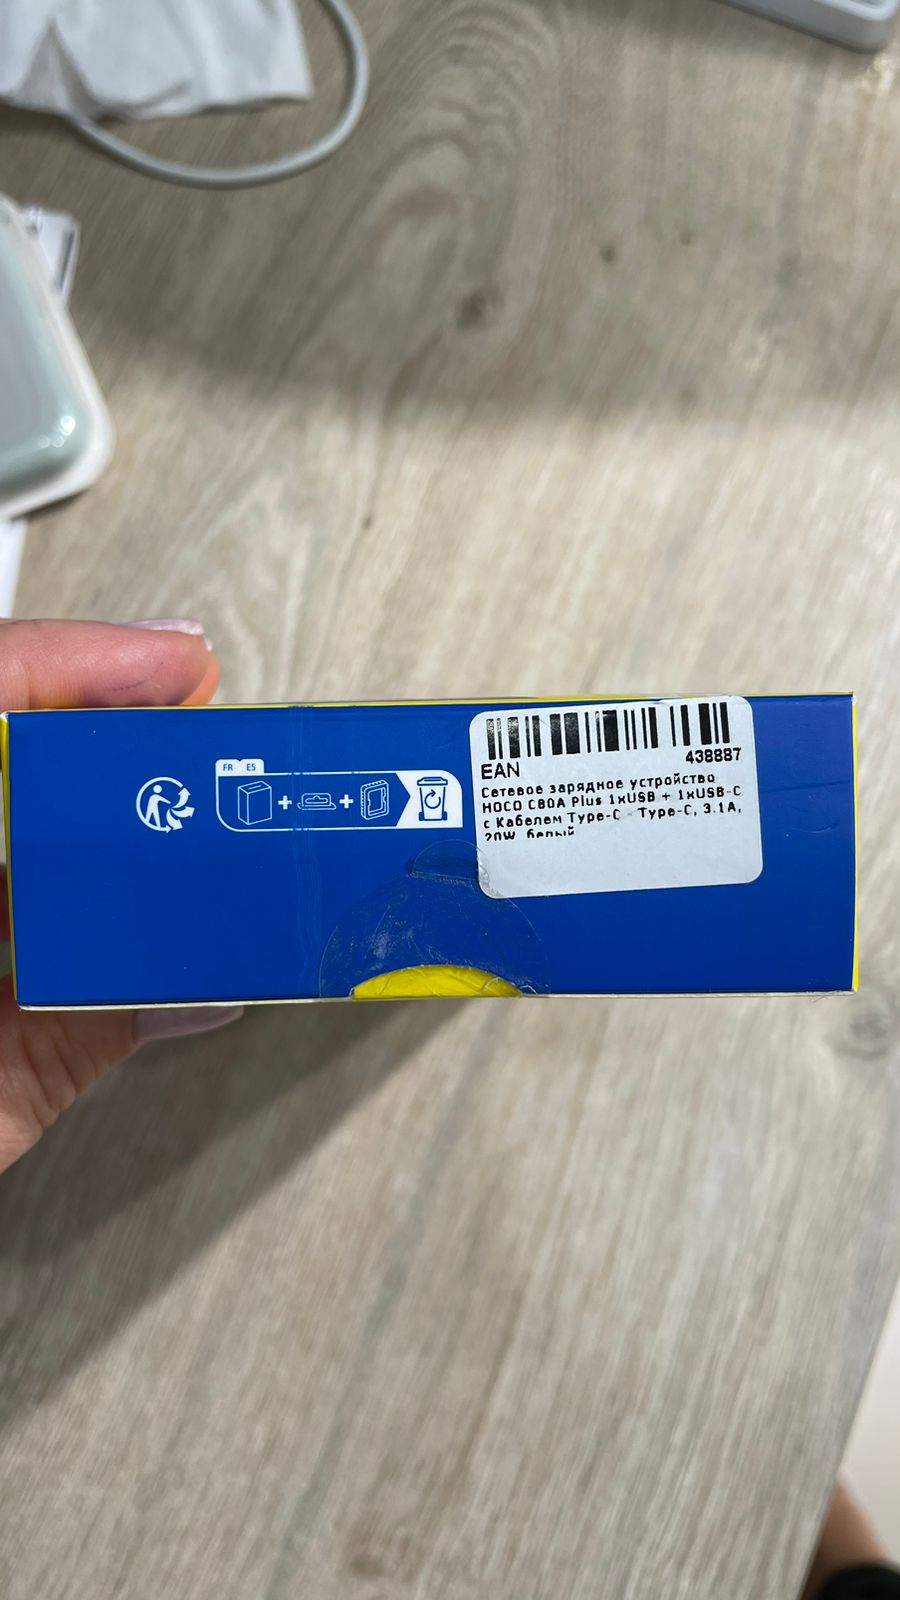 FR ES
438887
EAN
Сетевое зарядное устройство
HOCO C80A Plus 1xUSB + 1xUSB-C
с Кабелем Type-C - Type-C, 3.1A,
20W, белый